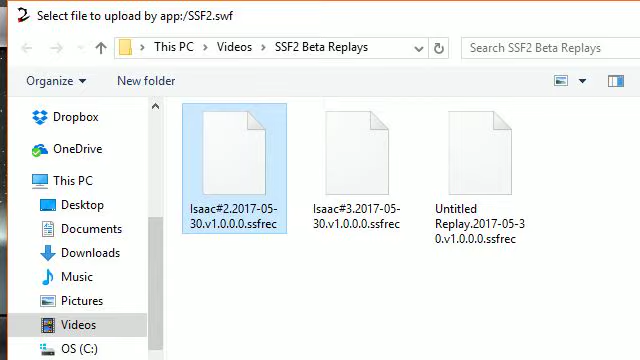 Select file to upload by app:/SSF2.swf
This PC > Videos > SSF2 Beta Replays
Search SSF2 Beta Replays
Organize
New folder
Dropbox
OneDrive
This PC
Desktop
Documents
Downloads
Music
Pictures
Videos
OS (C:)
Isaac#2.2017-05-
30.v1.0.0.0.ssfrec
Isaac#3.2017-05-
30.v1.0.0.0.ssfrec
Untitled
Replay.2017-05-3
0.v1.0.0.0.ssfrec